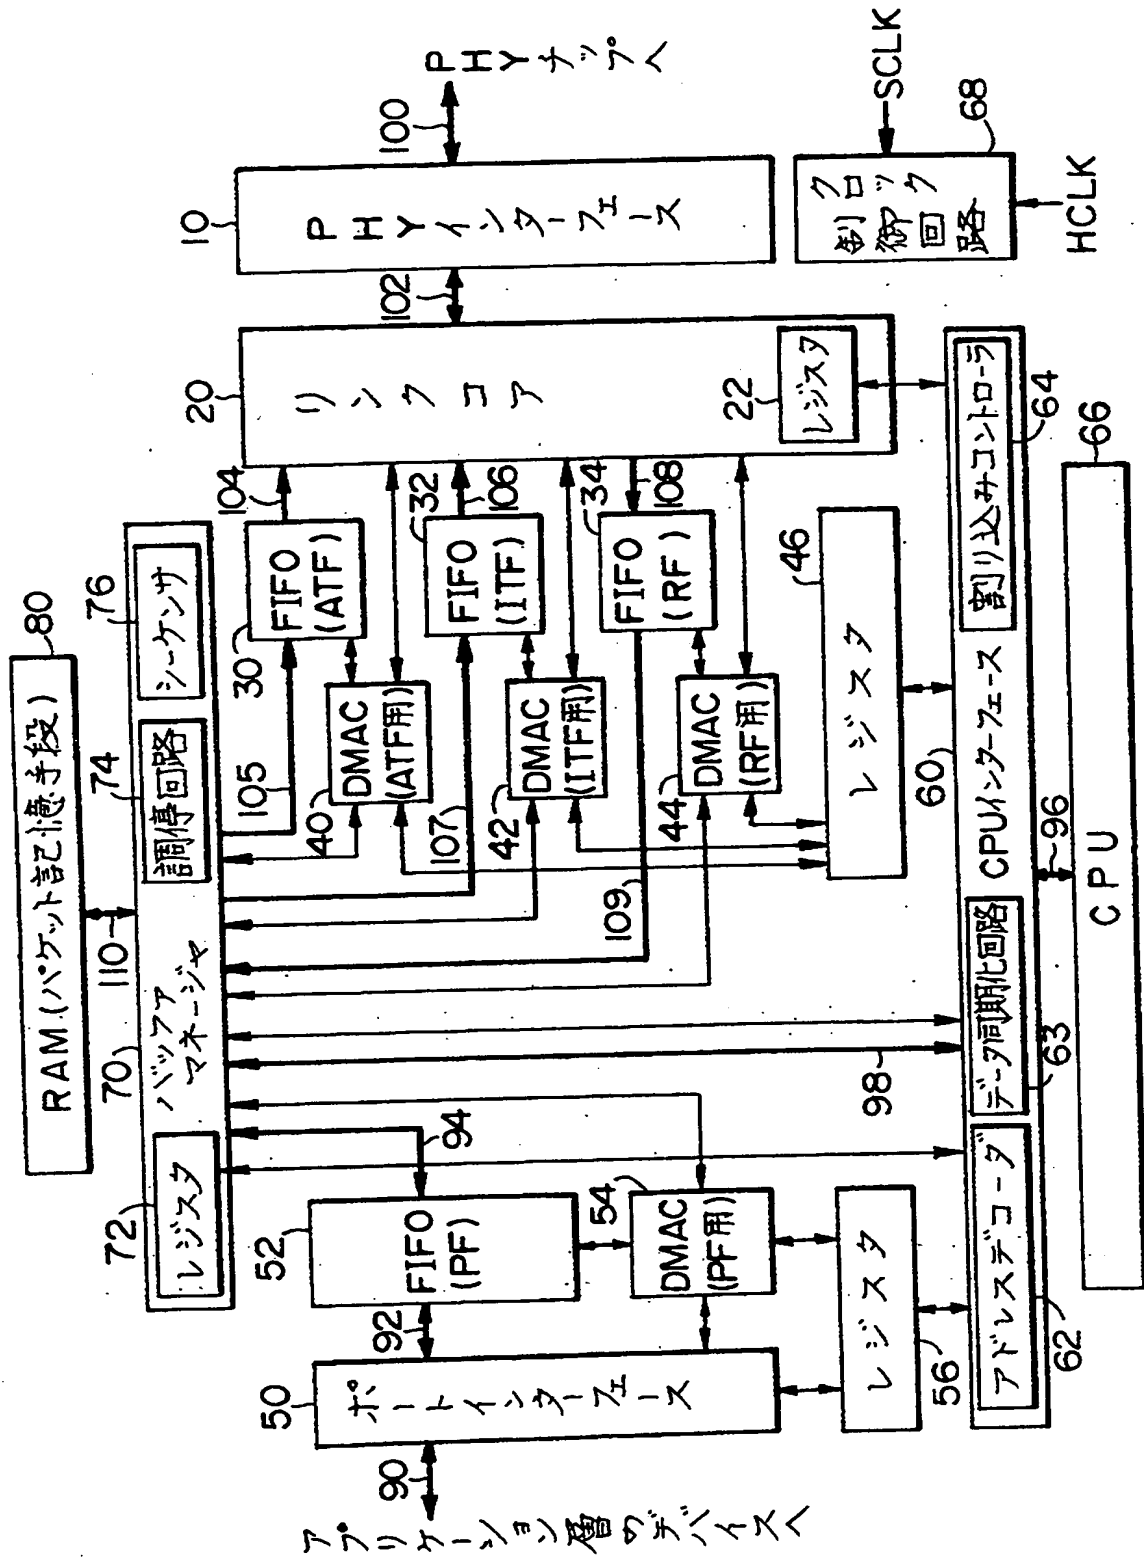 RAM(パケット記憶手段)
80
110
70
バッファ
マネージャ
72
レジスタ
74
調停回路
76
シーケンサ
アプリケーション層のデバイスへ
90
50
ポートインターフェース
92
52
FIFO
(PF)
94
54
DMAC
(PF用)
レジスタ
56
98
105
30
FIFO
(ATF)
104
40
DMAC
(ATF用)
107
32
FIFO
(ITF)
106
42
DMAC
(ITF用)
109
34
FIFO
(RF)
108
44
DMAC
(RF用)
46
レジスタ
20
リンクコア
22
レジスタ
102
10
PHYインターフェース
100
PHYチップへ
クロック
制御回路
68
SCLK
HCLK
60
CPUインターフェース
アドレスデコーダ
62
データ同期化回路
63
割り込みコントローラ
64
96
66
CPU